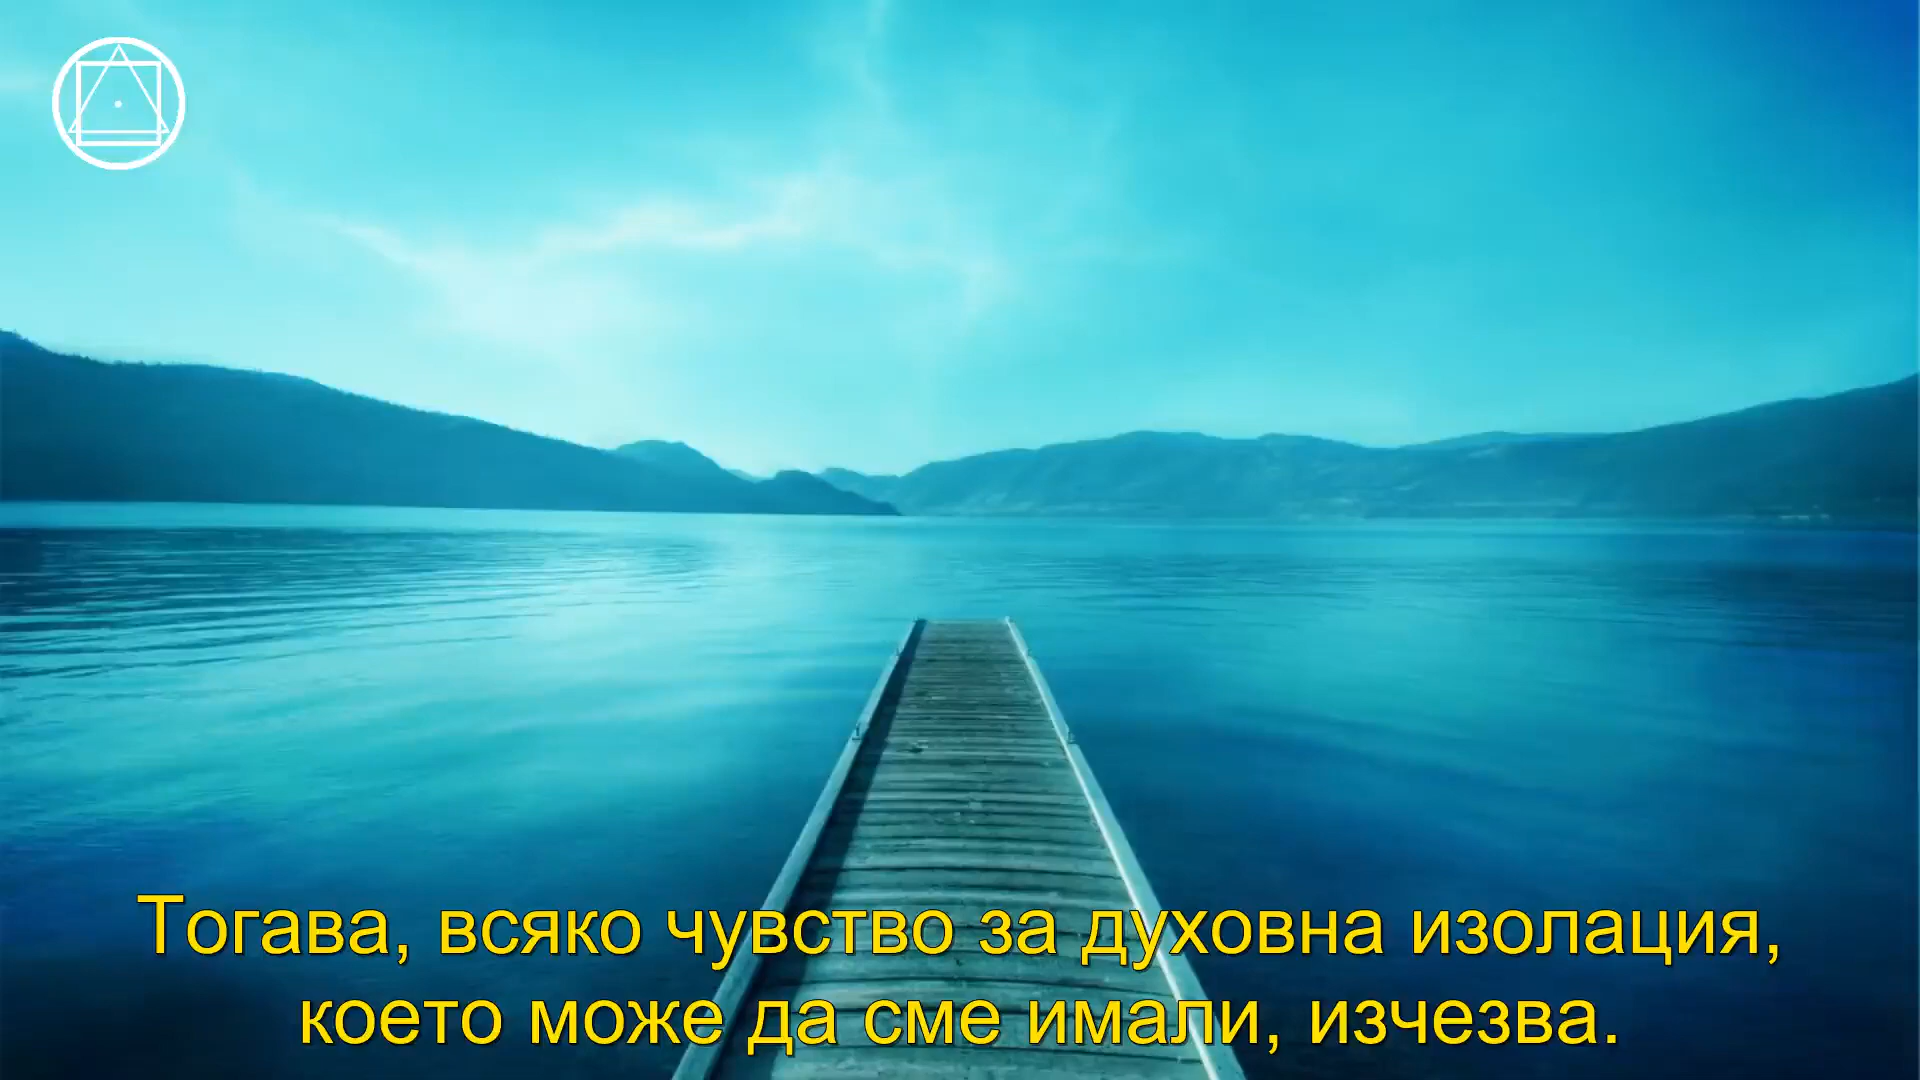 Тогава, всяко чувство за духовна изолация,
което може да сме имали, изчезва.